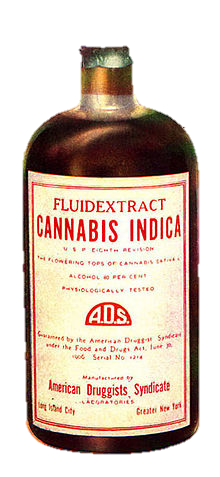 FLUIDEXTRACT
CANNABIS INDICA
U S P EIGHTH REVISION
THE FLOWERING TOPS OF CANNABIS SATIVA L
ALCOHOL 80 PER CENT
PHYSIOLOGICALLY TESTED
A.D.S.
Guaranteed by the American Druggist Syndicate
under the Food and Drugs Act, June 30,
1906 Serial No. 1214
Manufactured by
American Druggists Syndicate
LABORATORIES
Long Island City Greater New York